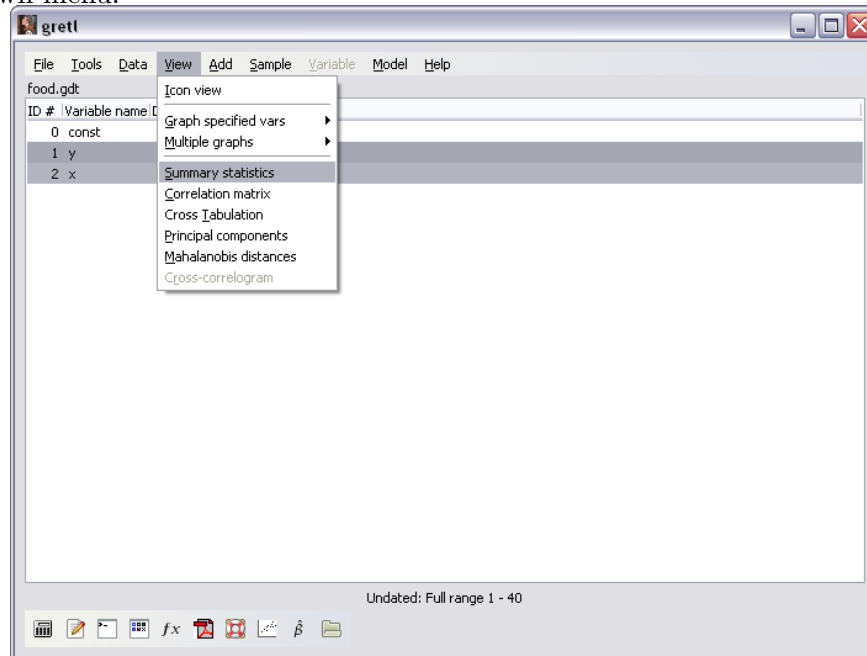 gretl
File Tools Data View Add Sample Variable Model Help
food.gdt
Icon view
ID # Variable name
Graph specified vars
0 const
Multiple graphs
1 y
2 x
Summary statistics
Correlation matrix
Cross Tabulation
Principal components
Mahalanobis distances
Cross-correlogram
Undated: Full range 1 - 40
fx β̂